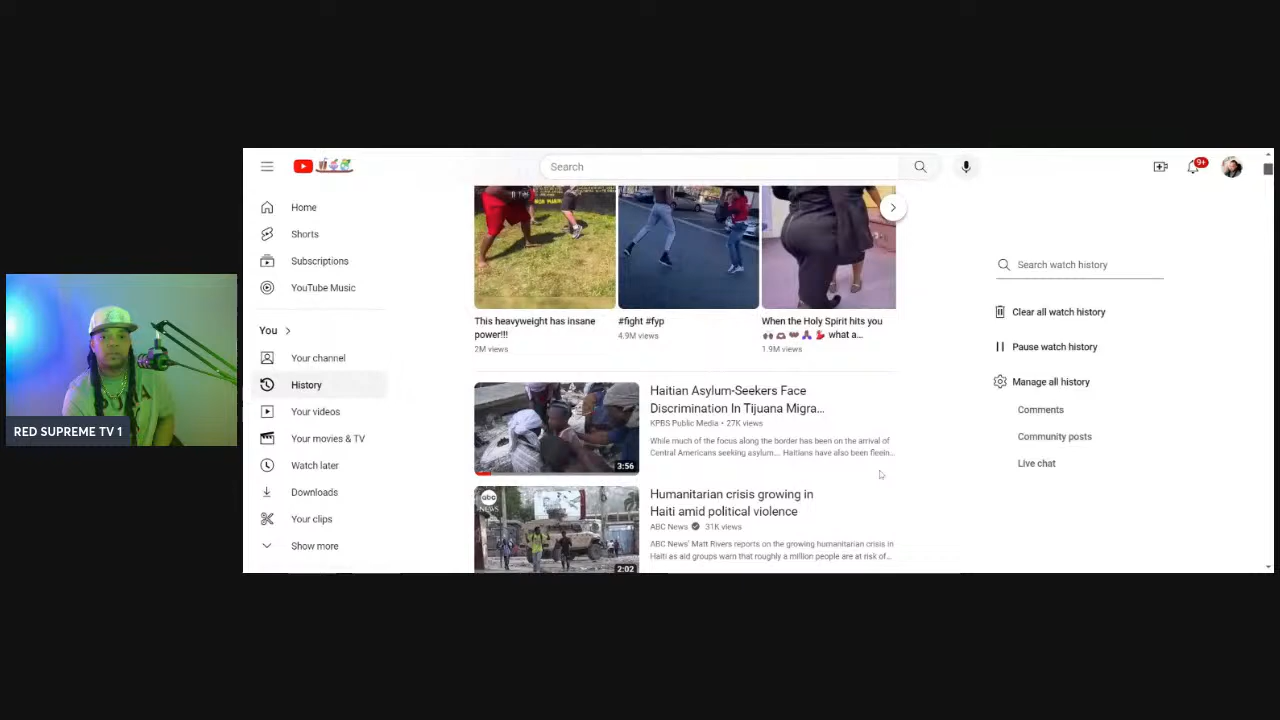 Search
9+
Home
Shorts
Subscriptions
YouTube Music
You
Your channel
History
Your videos
Your movies & TV
Watch later
Downloads
Your clips
Show more
This heavyweight has insane
power!!!
2M views
#fight #fyp
4.9M views
When the Holy Spirit hits you
what a...
1.9M views
3:56
Haitian Asylum-Seekers Face
Discrimination In Tijuana Migra...
KPBS Public Media • 27K views
While much of the focus along the border has been on the arrival of
Central Americans seeking asylum.... Haitians have also been fleein...
abc
NEWS
2:02
Humanitarian crisis growing in
Haiti amid political violence
ABC News 31K views
ABC News' Matt Rivers reports on the growing humanitarian crisis in
Haiti as aid groups warn that roughly a million people are at risk of...
Search watch history
Clear all watch history
Pause watch history
Manage all history
Comments
Community posts
Live chat
RED SUPREME TV 1